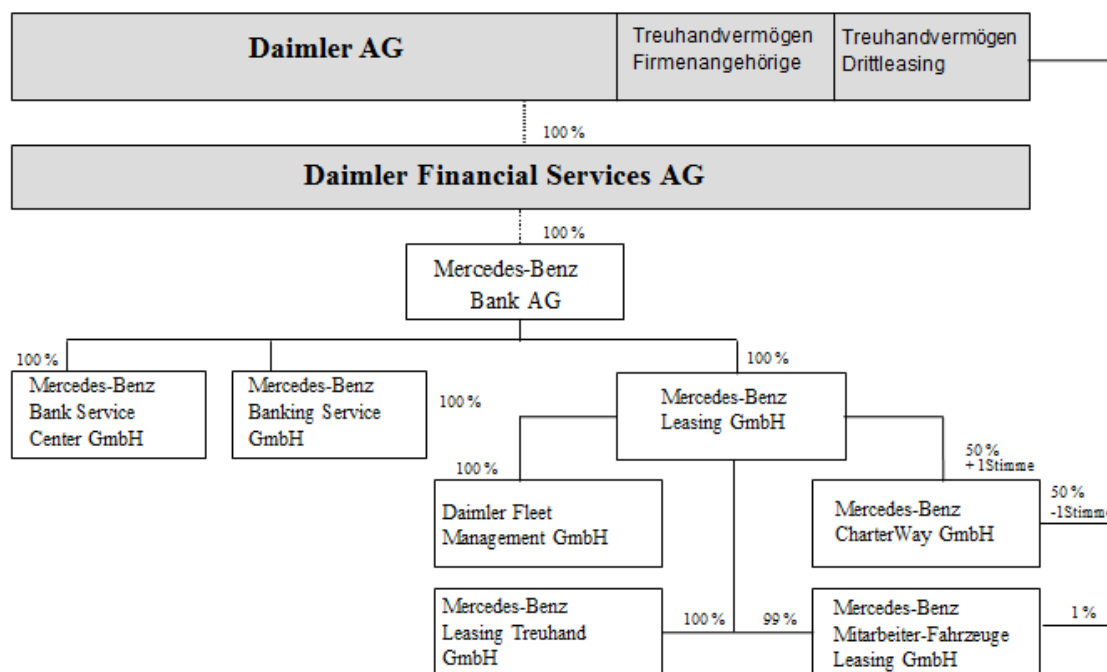 Daimler AG
Treuhandvermögen
Firmenangehörige
Treuhandvermögen
Drittleasing
100 %
Daimler Financial Services AG
100 %
Mercedes-Benz
Bank AG
100 %
100 %
Mercedes-Benz
Bank Service
Center GmbH
Mercedes-Benz
Banking Service
GmbH
100 %
Mercedes-Benz
Leasing GmbH
100 %
50 %
+1Stimme
50 %
-1Stimme
Daimler Fleet
Management GmbH
Mercedes-Benz
CharterWay GmbH
Mercedes-Benz
Leasing Treuhand
GmbH
100 %
99 %
Mercedes-Benz
Mitarbeiter-Fahrzeuge
Leasing GmbH
1 %